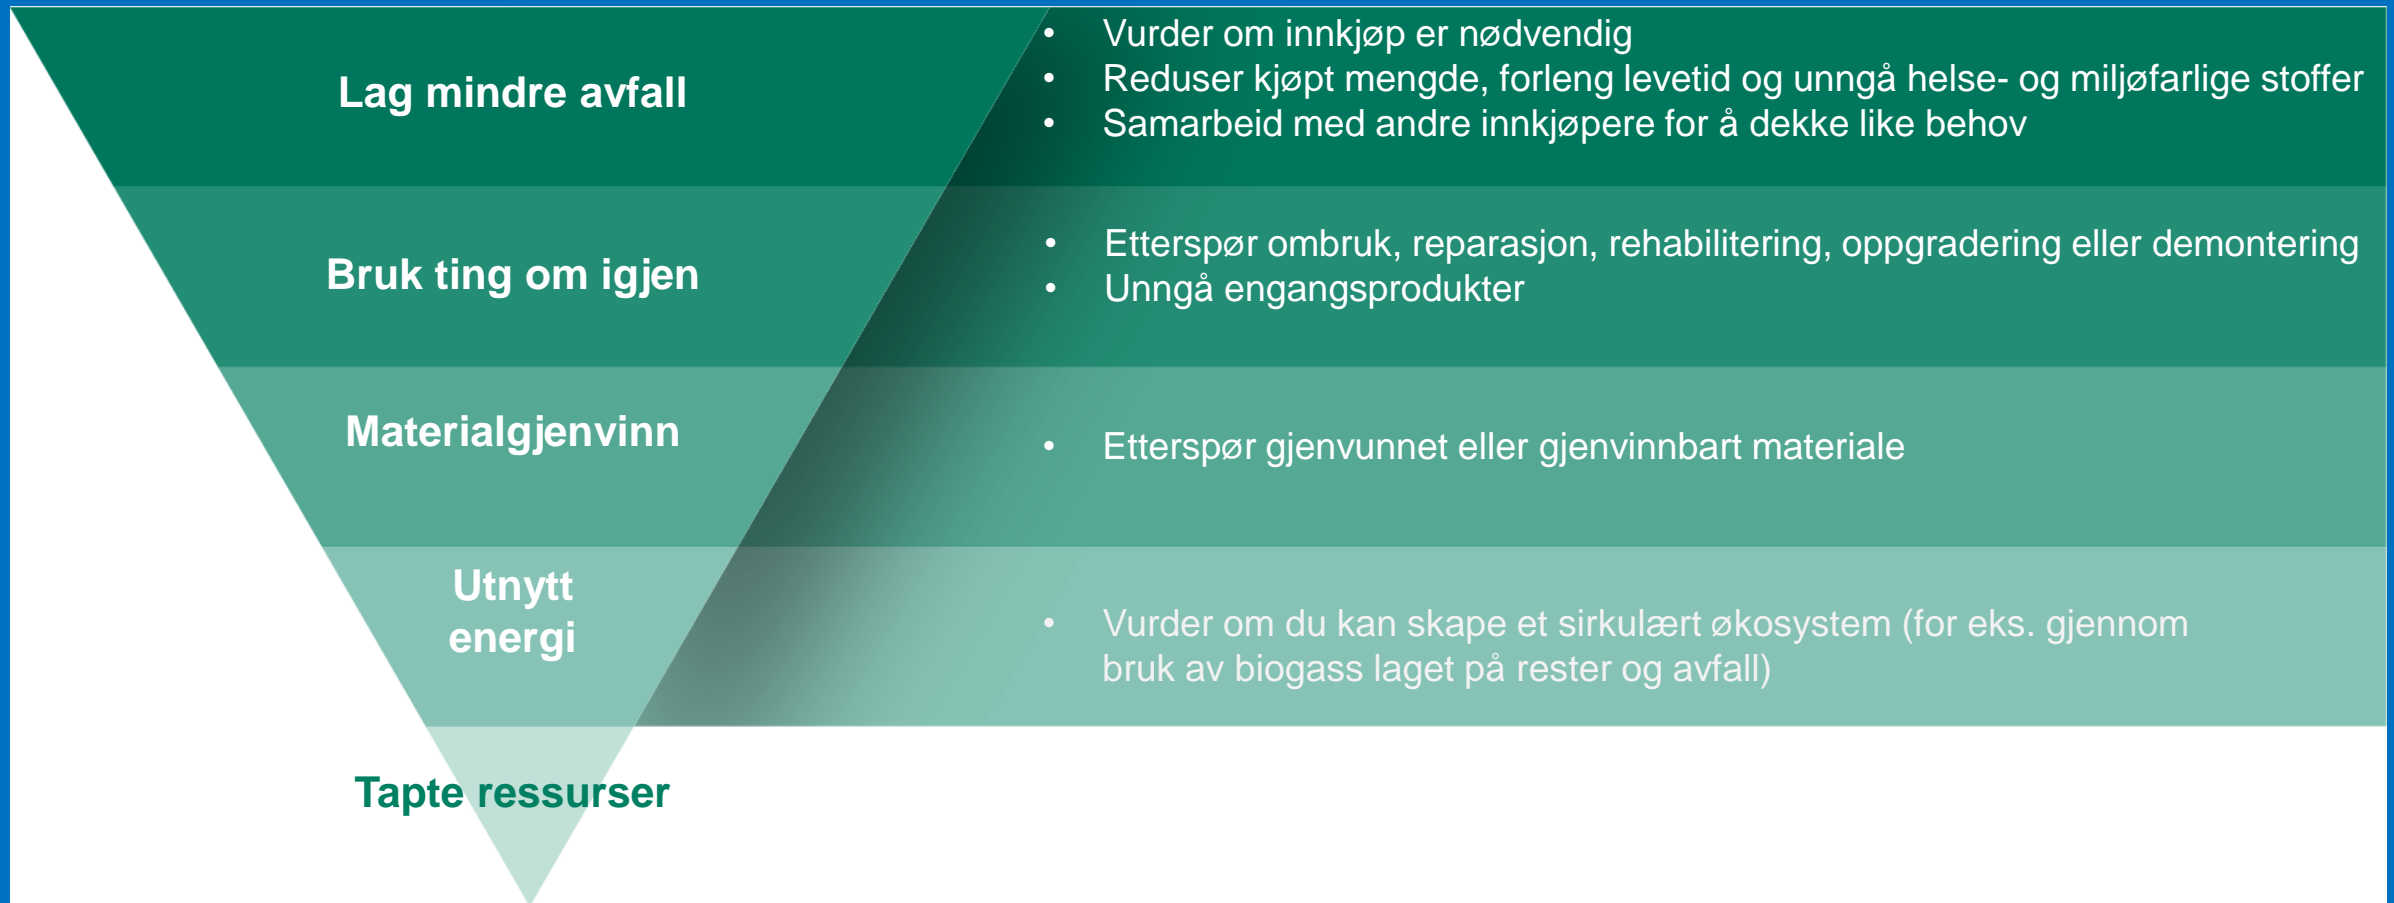 Lag mindre avfall
• Vurder om innkjøp er nødvendig
• Reduser kjøpt mengde, forleng levetid og unngå helse- og miljøfarlige stoffer
• Samarbeid med andre innkjøpere for å dekke like behov
Bruk ting om igjen
• Etterspør ombruk, reparasjon, rehabilitering, oppgradering eller demontering
• Unngå engangsprodukter
Materialgjenvinn
• Etterspør gjenvunnet eller gjenvinnbart materiale
Utnytt
energi
• Vurder om du kan skape et sirkulært økosystem (for eks. gjennom
bruk av biogass laget på rester og avfall)
Tapte ressurser